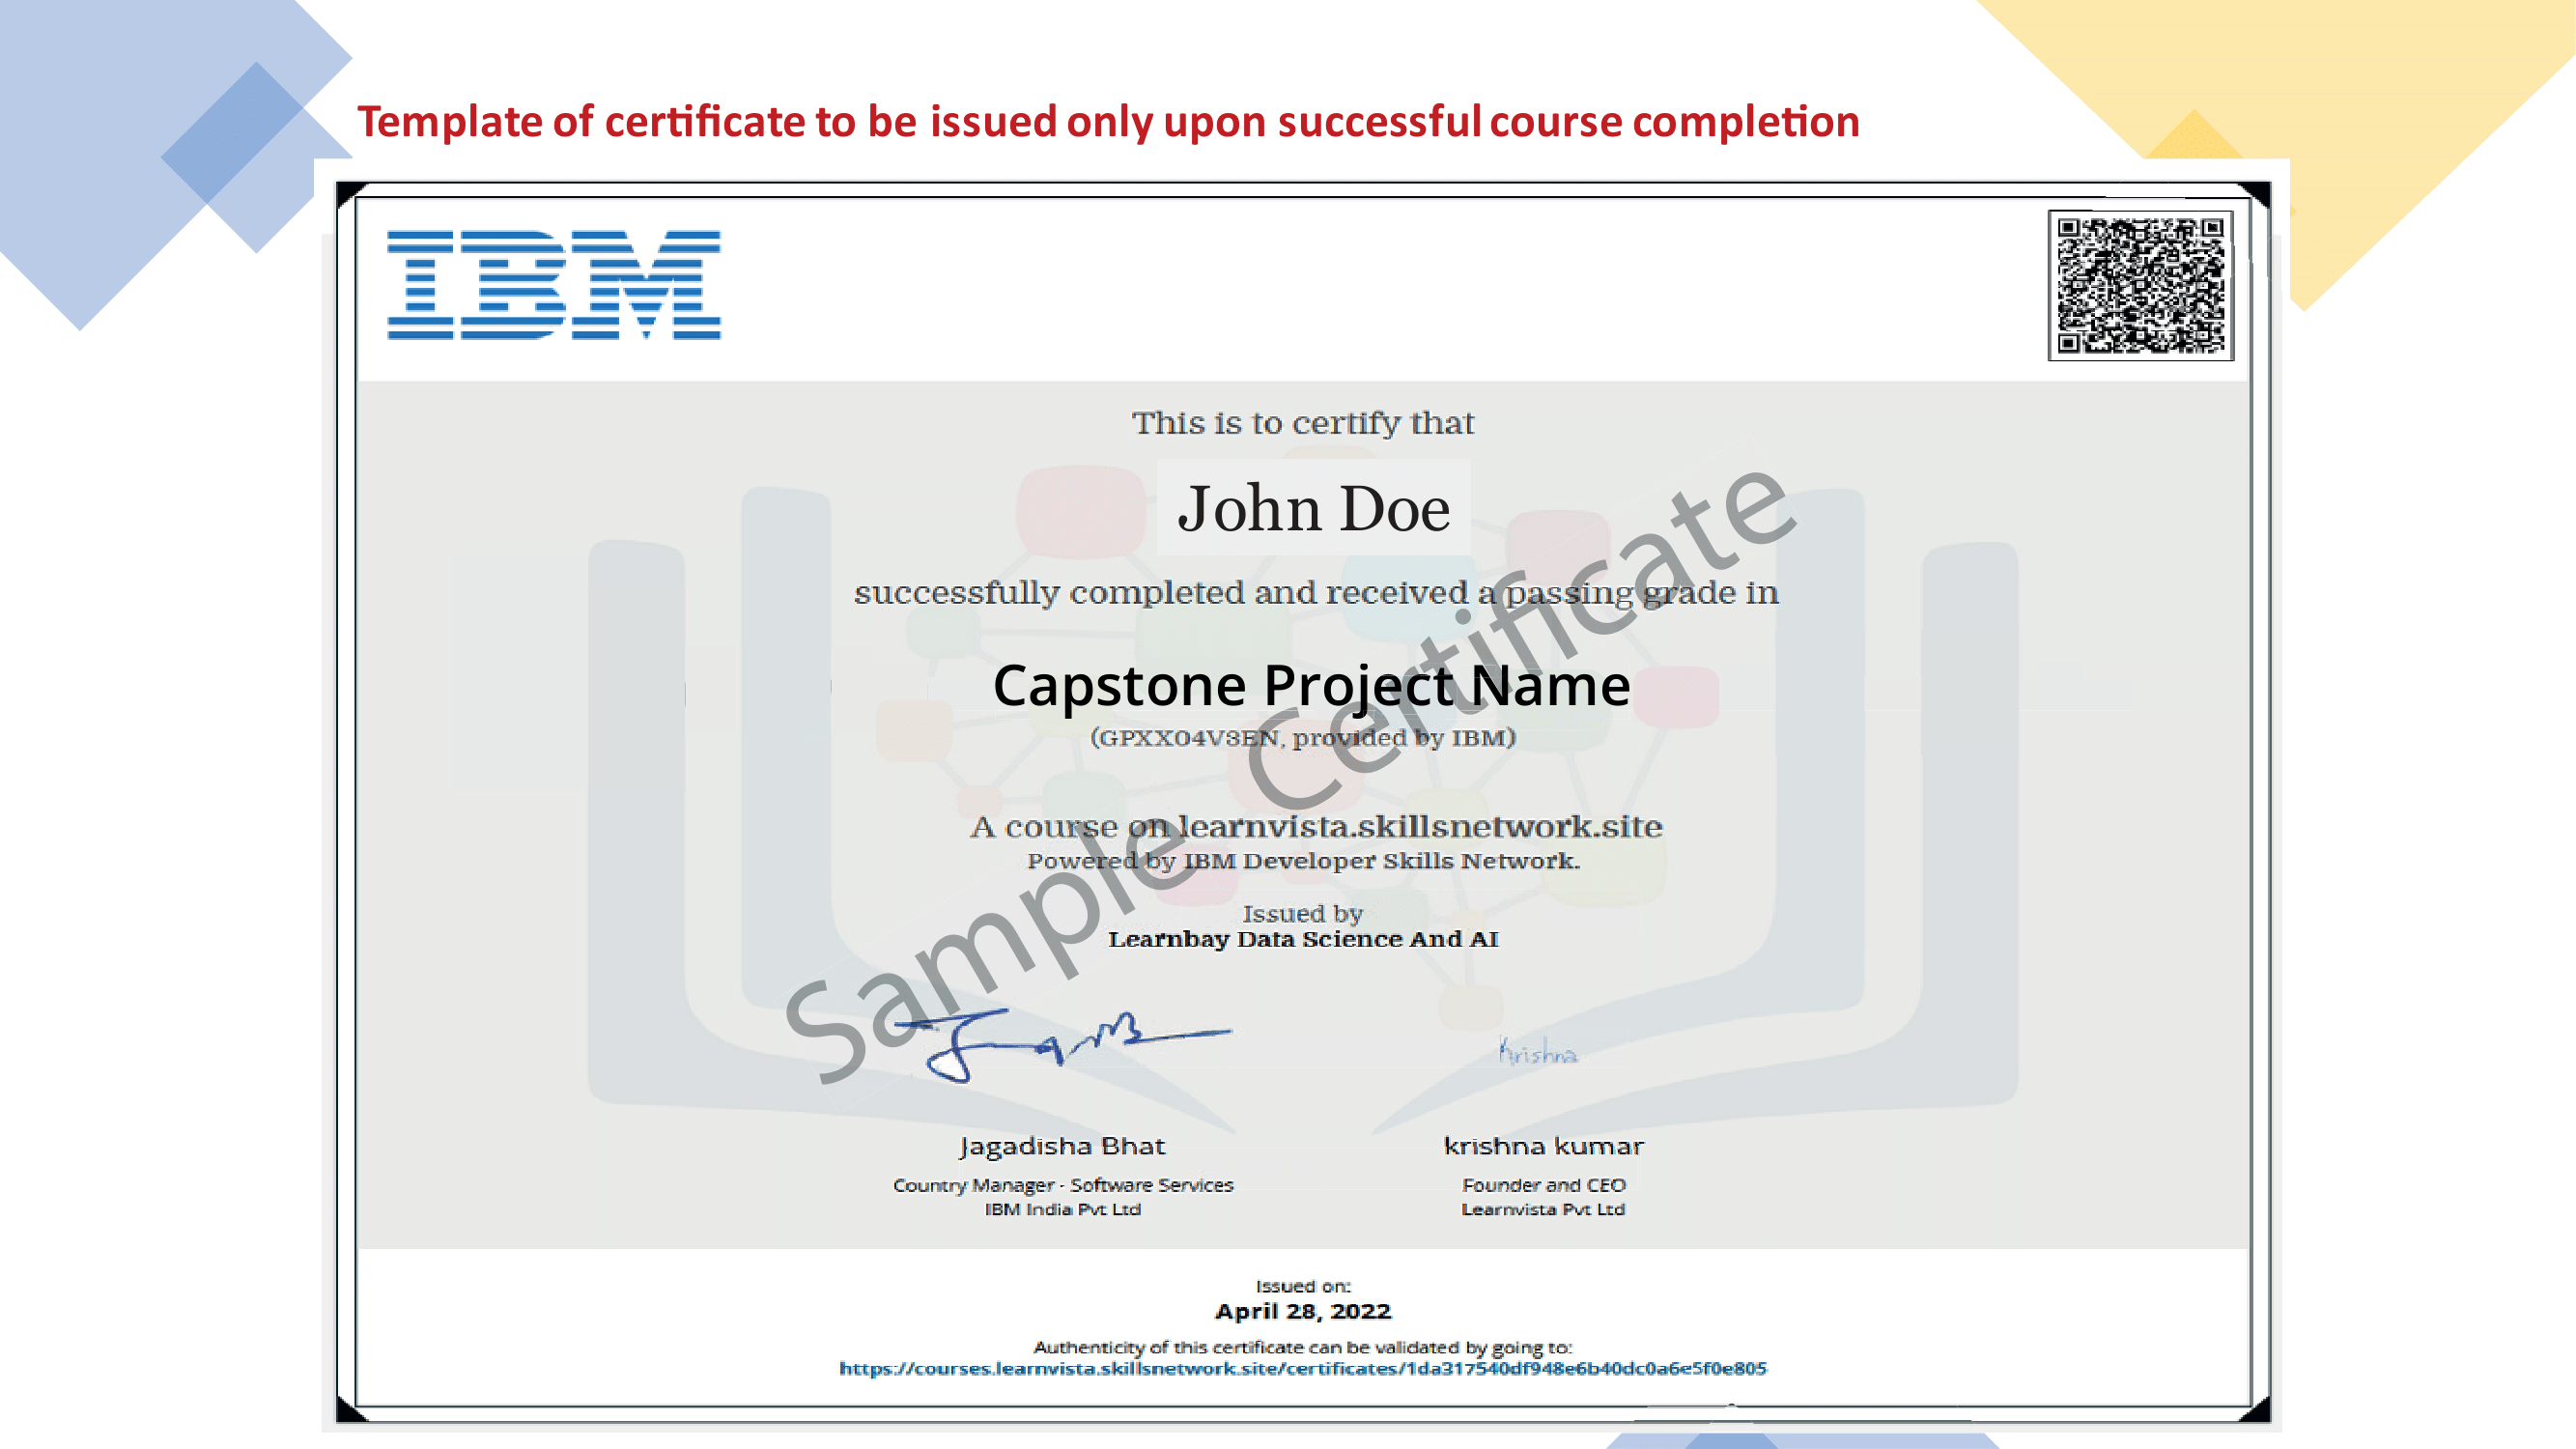 Template of certificate to be issued only upon successful course completion
IBM
This is to certify that
John Doe
successfully completed and received a passing grade in
Capstone Project Name
(GPXX04V3EN, provided by IBM)
A course on learnvista.skillsnetwork.site
Powered by IBM Developer Skills Network.
Issued by
Learnbay Data Science And AI
Sample Certificate
Krishna
Jagadisha Bhat
Country Manager - Software Services
IBM India Pvt Ltd
krishna kumar
Founder and CEO
Learnvista Pvt Ltd
Issued on:
April 28, 2022
Authenticity of this certificate can be validated by going to:
https://courses.learnvista.skillsnetwork.site/certificates/1da317540df948e6b40dc0a6e5f0e805